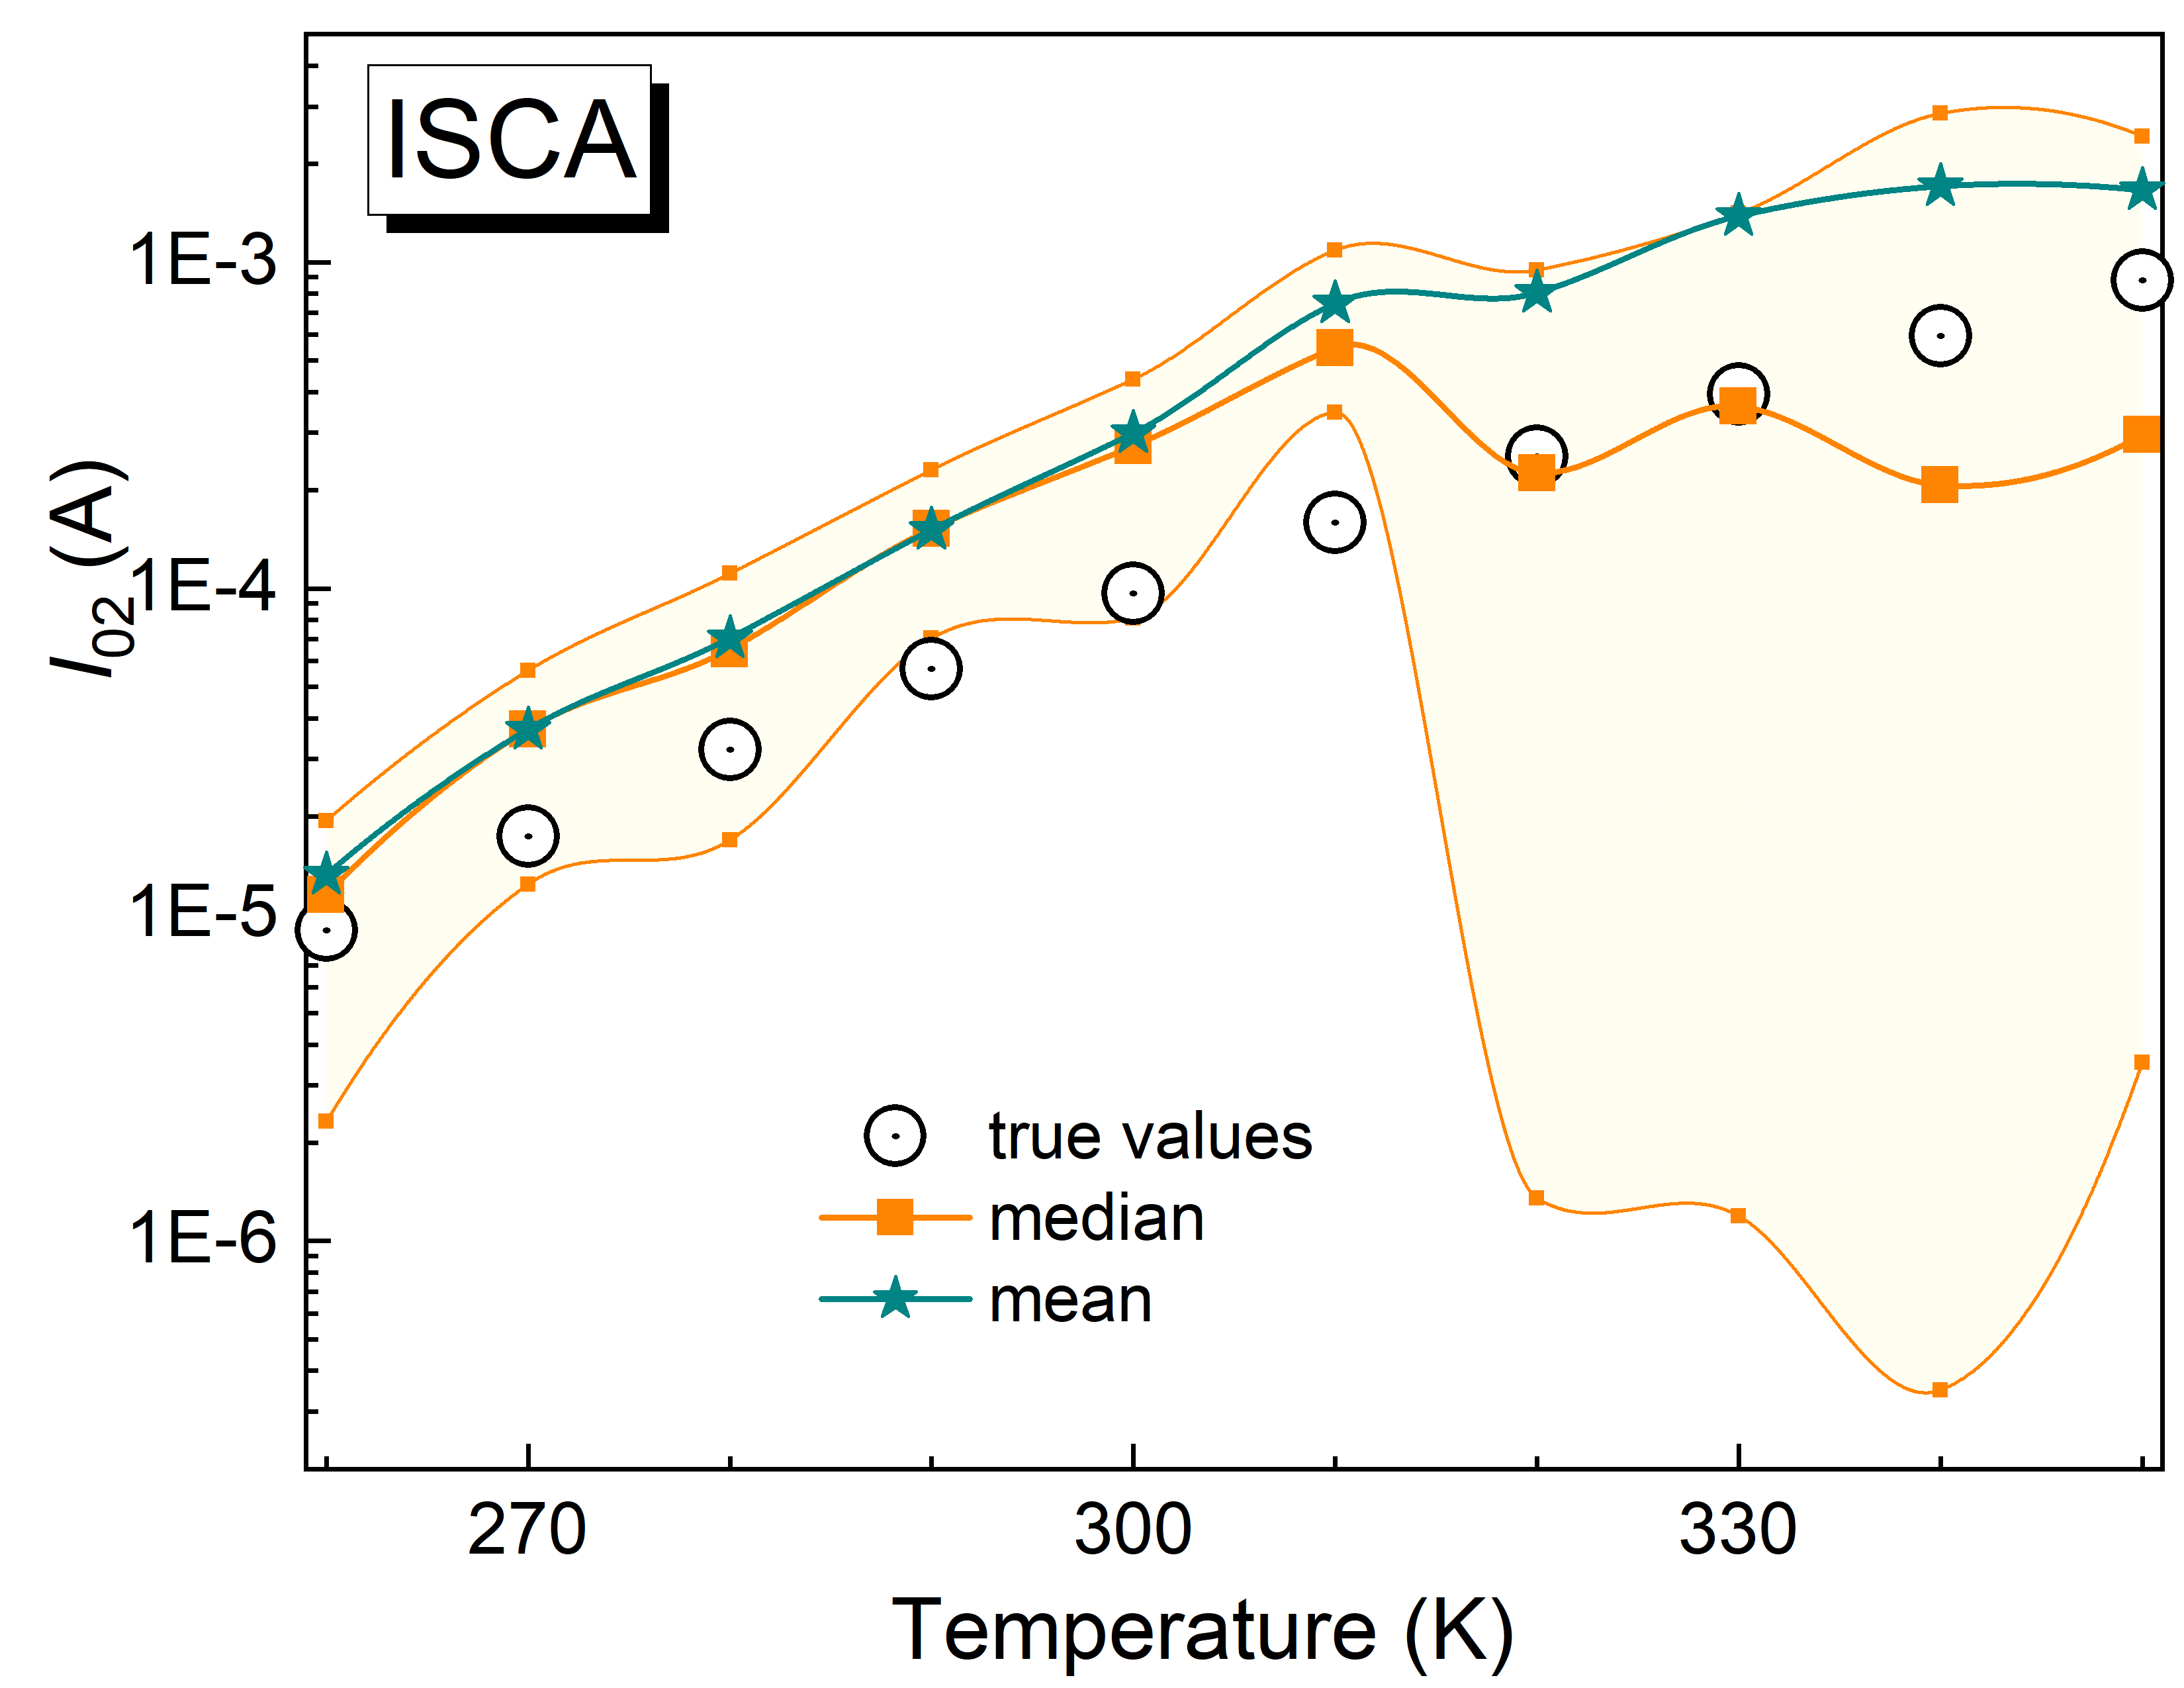 ISCA
1E-3
1E-4
1E-5
1E-6
I02 (A)
true values
median
mean
270 300 330
Temperature (K)